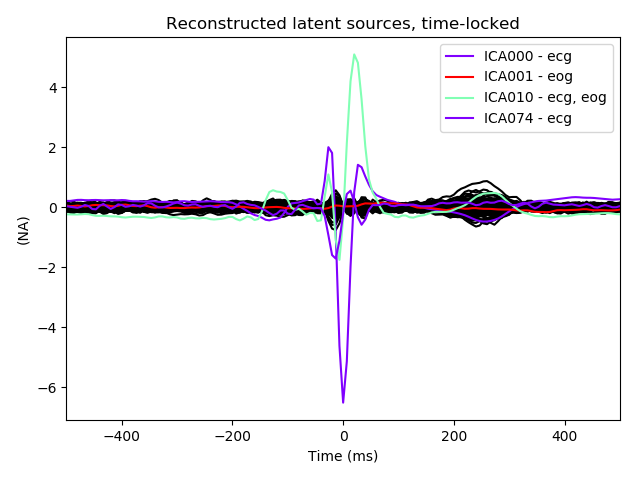 Reconstructed latent sources, time-locked
ICA000 - ecg
ICA001 - eog
ICA010 - ecg, eog
ICA074 - ecg
(NA)
4
2
0
−2
−4
−6
−400 −200 0 200 400
Time (ms)